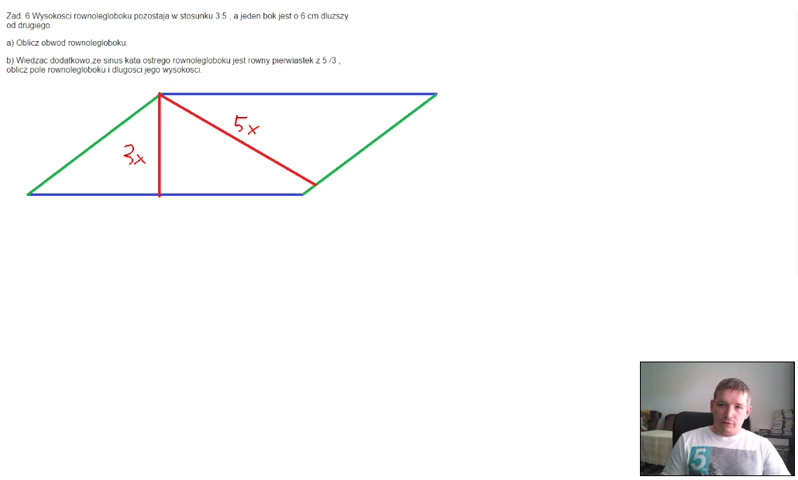 Zad. 6 Wysokosci rownolegloboku pozostaja w stosunku 3:5 , a jeden bok jest o 6 cm dluzszy
od drugiego.
a) Oblicz obwod rownolegloboku.
b) Wiedzac dodatkowo,ze sinus kata ostrego rownolegloboku jest rowny pierwiastek z 5 /3 ,
oblicz pole rownolegloboku i dlugosci jego wysokosci.
5x
3x
5